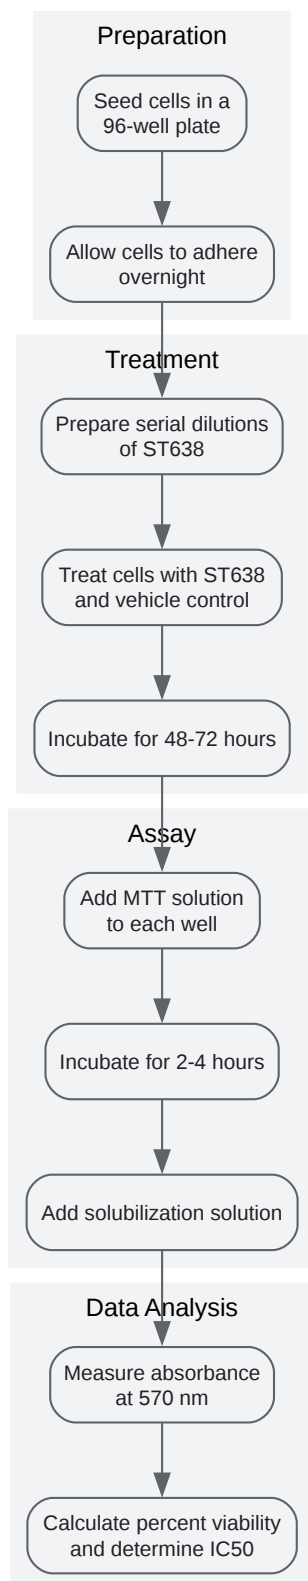 Preparation
Seed cells in a
96-well plate
Allow cells to adhere
overnight
Treatment
Prepare serial dilutions
of ST638
Treat cells with ST638
and vehicle control
Incubate for 48-72 hours
Assay
Add MTT solution
to each well
Incubate for 2-4 hours
Add solubilization solution
Data Analysis
Measure absorbance
at 570 nm
Calculate percent viability
and determine IC50